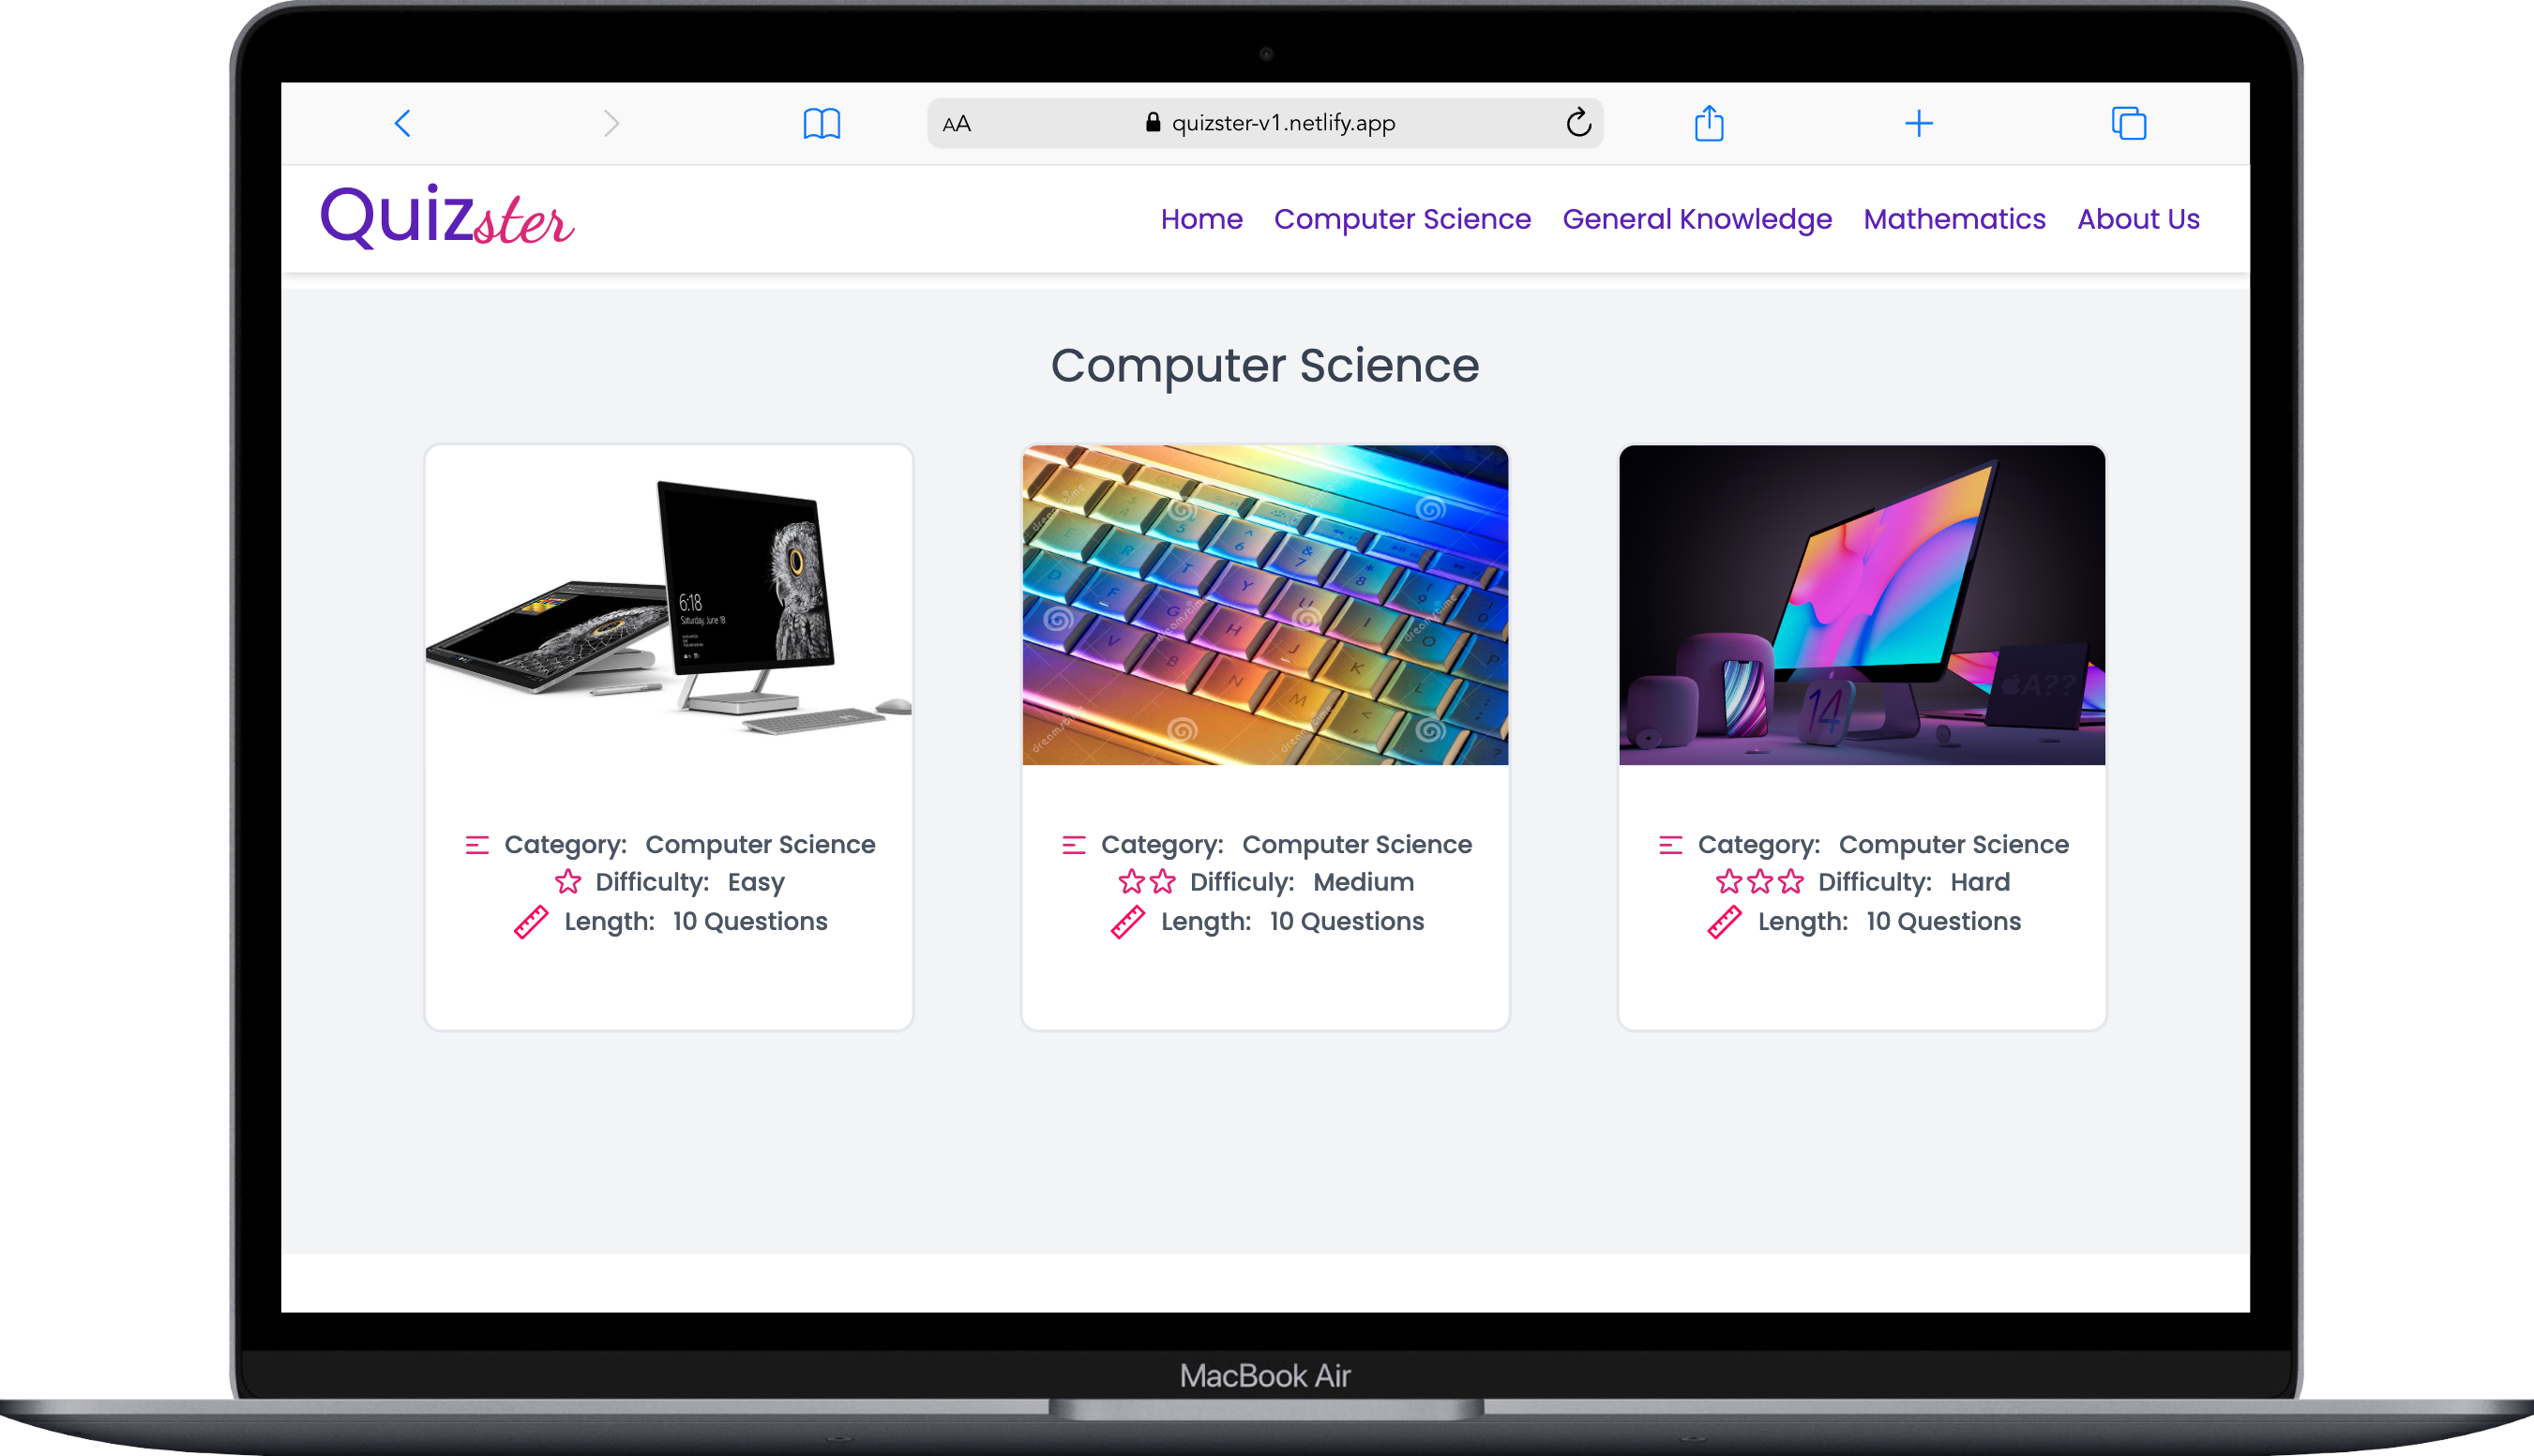 AA quizster-v1.netlify.app
Quizster Home Computer Science General Knowledge Mathematics About Us
Computer Science
6:18
Saturday, June 18
dreamstime
14
A??
Category: Computer Science
Difficulty: Easy
Length: 10 Questions
Category: Computer Science
Difficuly: Medium
Length: 10 Questions
Category: Computer Science
Difficulty: Hard
Length: 10 Questions
MacBook Air